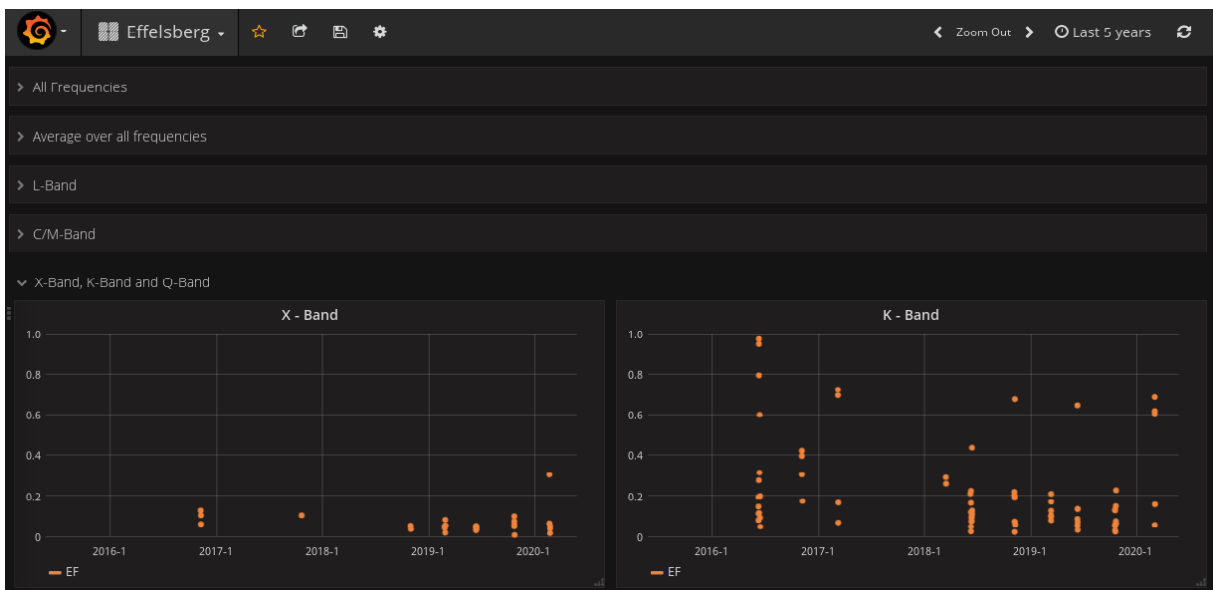 Effelsberg
Zoom Out
Last 5 years
All Frequencies
Average over all frequencies
L-Band
C/M-Band
X-Band, K-Band and Q-Band
X - Band
1.0
0.8
0.6
0.4
0.2
0
2016-1 2017-1 2018-1 2019-1 2020-1
EF
K - Band
1.0
0.8
0.6
0.4
0.2
0
2016-1 2017-1 2018-1 2019-1 2020-1
EF